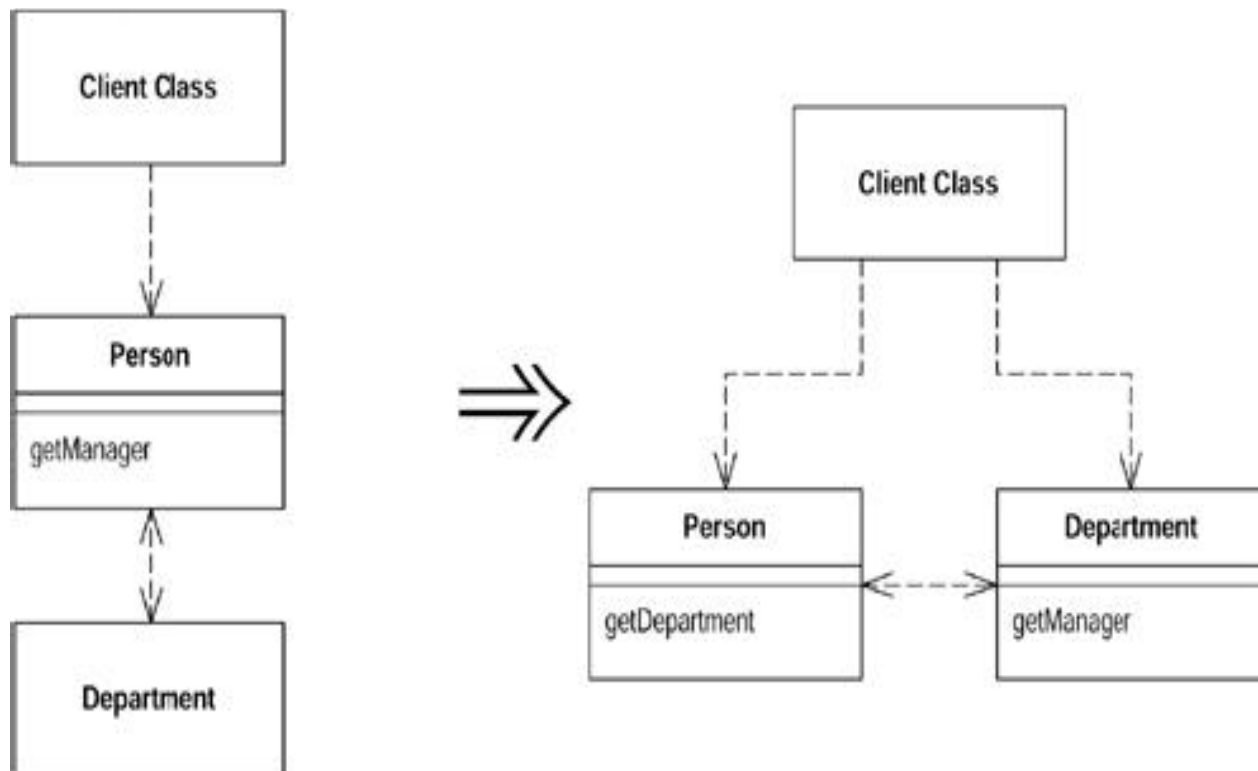 Client Class
Person
getManager
Department
Client Class
Person
getDepartment
Department
getManager